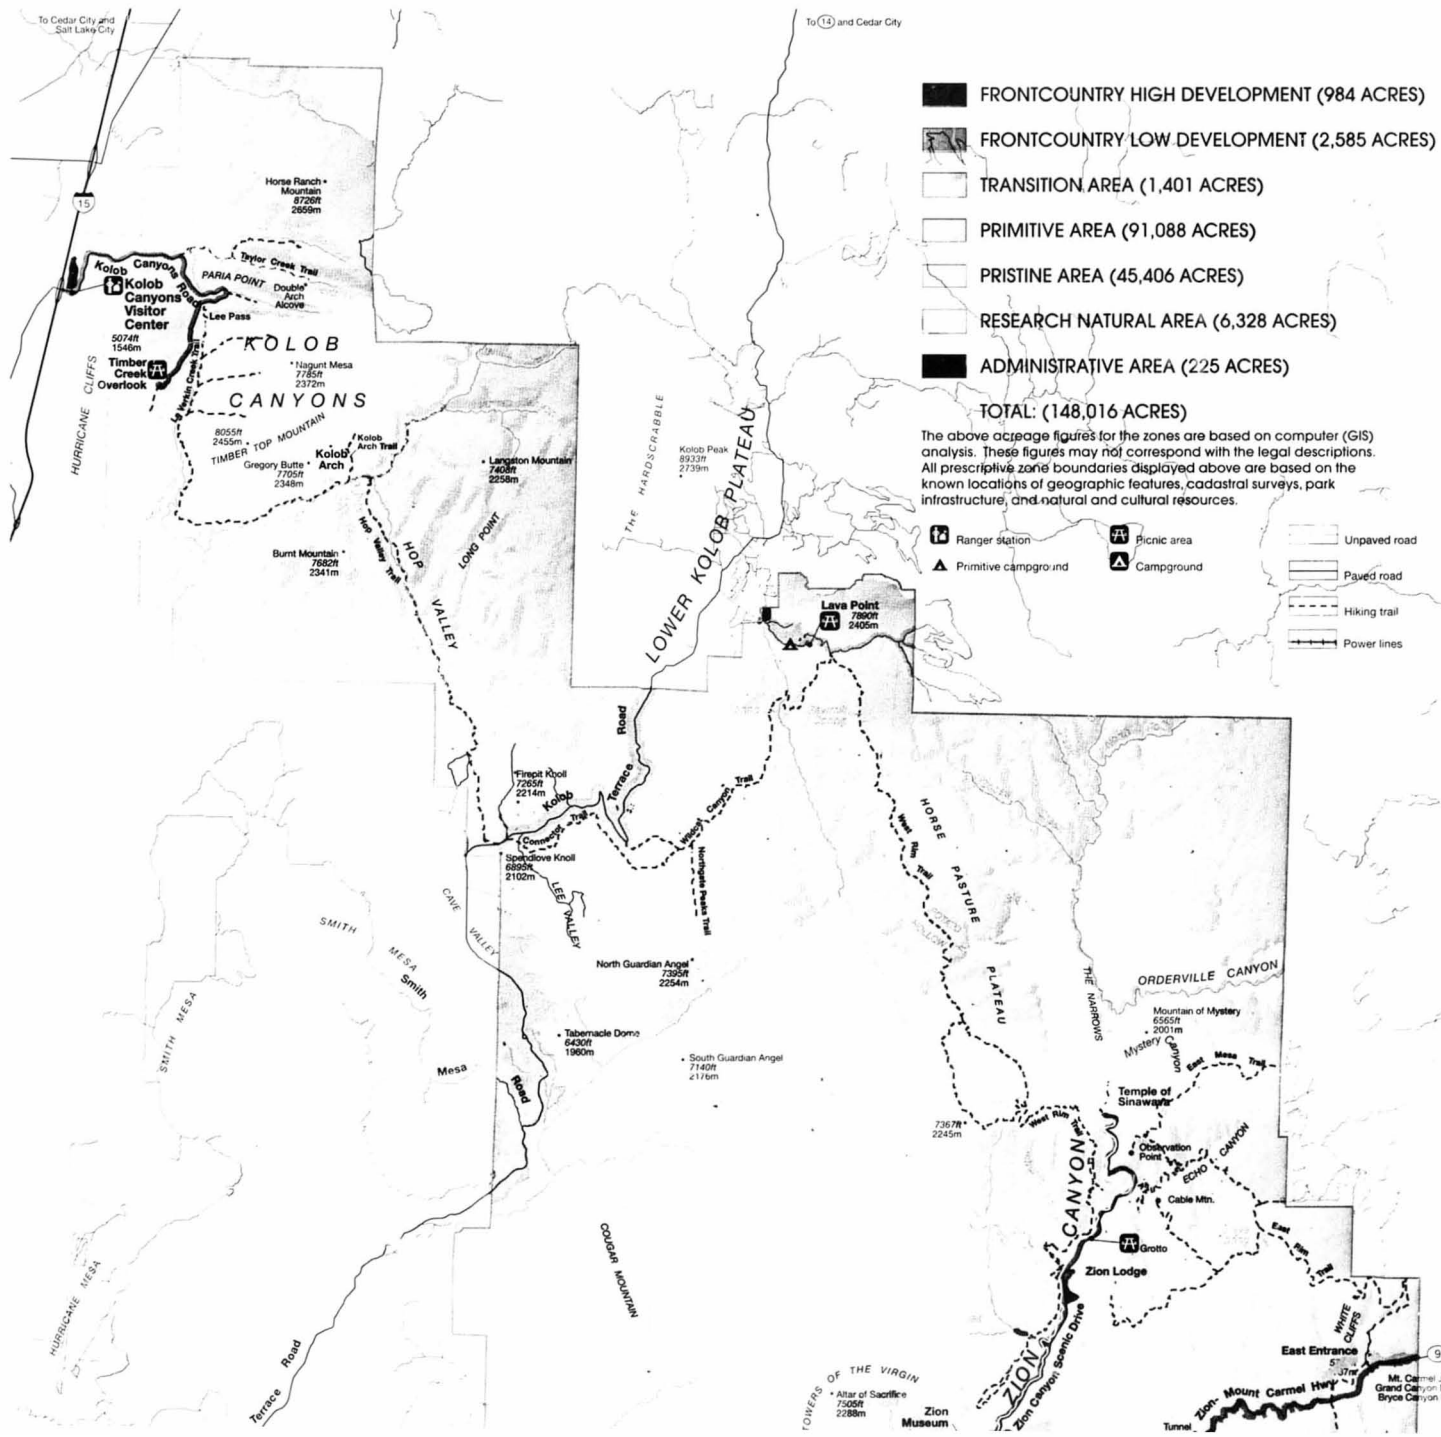 To Cedar City and
Salt Lake City
To 14 and Cedar City
FRONTCOUNTRY HIGH DEVELOPMENT (984 ACRES)
FRONTCOUNTRY LOW DEVELOPMENT (2,585 ACRES)
TRANSITION AREA (1,401 ACRES)
PRIMITIVE AREA (91,088 ACRES)
PRISTINE AREA (45,406 ACRES)
RESEARCH NATURAL AREA (6,328 ACRES)
ADMINISTRATIVE AREA (225 ACRES)
TOTAL: (148,016 ACRES)
The above acreage figures for the zones are based on computer (GIS)
analysis. These figures may not correspond with the legal descriptions.
All prescriptive zone boundaries displayed above are based on the
known locations of geographic features, cadastral surveys, park
infrastructure, and natural and cultural resources.
Ranger station
Picnic area
Unpaved road
Primitive campground
Campground
Paved road
Hiking trail
Power lines
Horse Ranch
Mountain
8726ft
2659m
15
Kolob Canyons Road
Taylor Creek Trail
PARIA POINT
Double
Arch
Alcove
Kolob
Canyons
Visitor
Center
5074ft
1546m
Lee Pass
Timber
Creek
Overlook
HURRICANE CLIFFS
La Verkin Creek Trail
KOLOB
CANYONS
Nagunt Mesa
7785ft
2372m
8055ft
2455m
TIMBER TOP MOUNTAIN
Kolob
Arch Trail
Kolob
Arch
Gregory Butte
7705ft
2348m
Langston Mountain
7408ft
2258m
THE HARDSCRABBLE
Kolob Peak
8933ft
2739m
LOWER KOLOB PLATEAU
Burnt Mountain
7682ft
2341m
Hop Valley Trail
HOP
VALLEY
LONG POINT
Lava Point
7890ft
2405m
Firepit Knoll
7265ft
2214m
Kolob
Terrace
Road
Connector Trail
Wildcat Canyon Trail
Northgate Peaks Trail
Spendlove Knoll
6895ft
2102m
LEE VALLEY
CAVE
VALLEY
HORSE
PASTURE
PLATEAU
West Rim
Trail
SMITH
MESA
Smith
Mesa
Road
SMITH MESA
North Guardian Angel
7395ft
2254m
Tabernacle Dome
6430ft
1960m
South Guardian Angel
7140ft
2176m
THE NARROWS
ORDERVILLE CANYON
Mountain of Mystery
6565ft
2001m
Mystery Canyon
East Mesa Trail
Temple of
Sinawava
7367ft
2245m
West Rim Trail
Observation
Point
ECHO CANYON
Cable Mtn.
ZION CANYON
Grotto
Zion Lodge
East
Rim
Trail
COUGAR MOUNTAIN
HURRICANE MESA
Terrace
Road
WHITE
CLIFFS
East Entrance
9
Zion Canyon Scenic Drive
TOWERS OF THE VIRGIN
Altar of Sacrifice
7505ft
2288m
Zion
Museum
Zion-
Mount Carmel Hwy
Mt. Carmel
Grand Canyon
Bryce Canyon
Tunnel